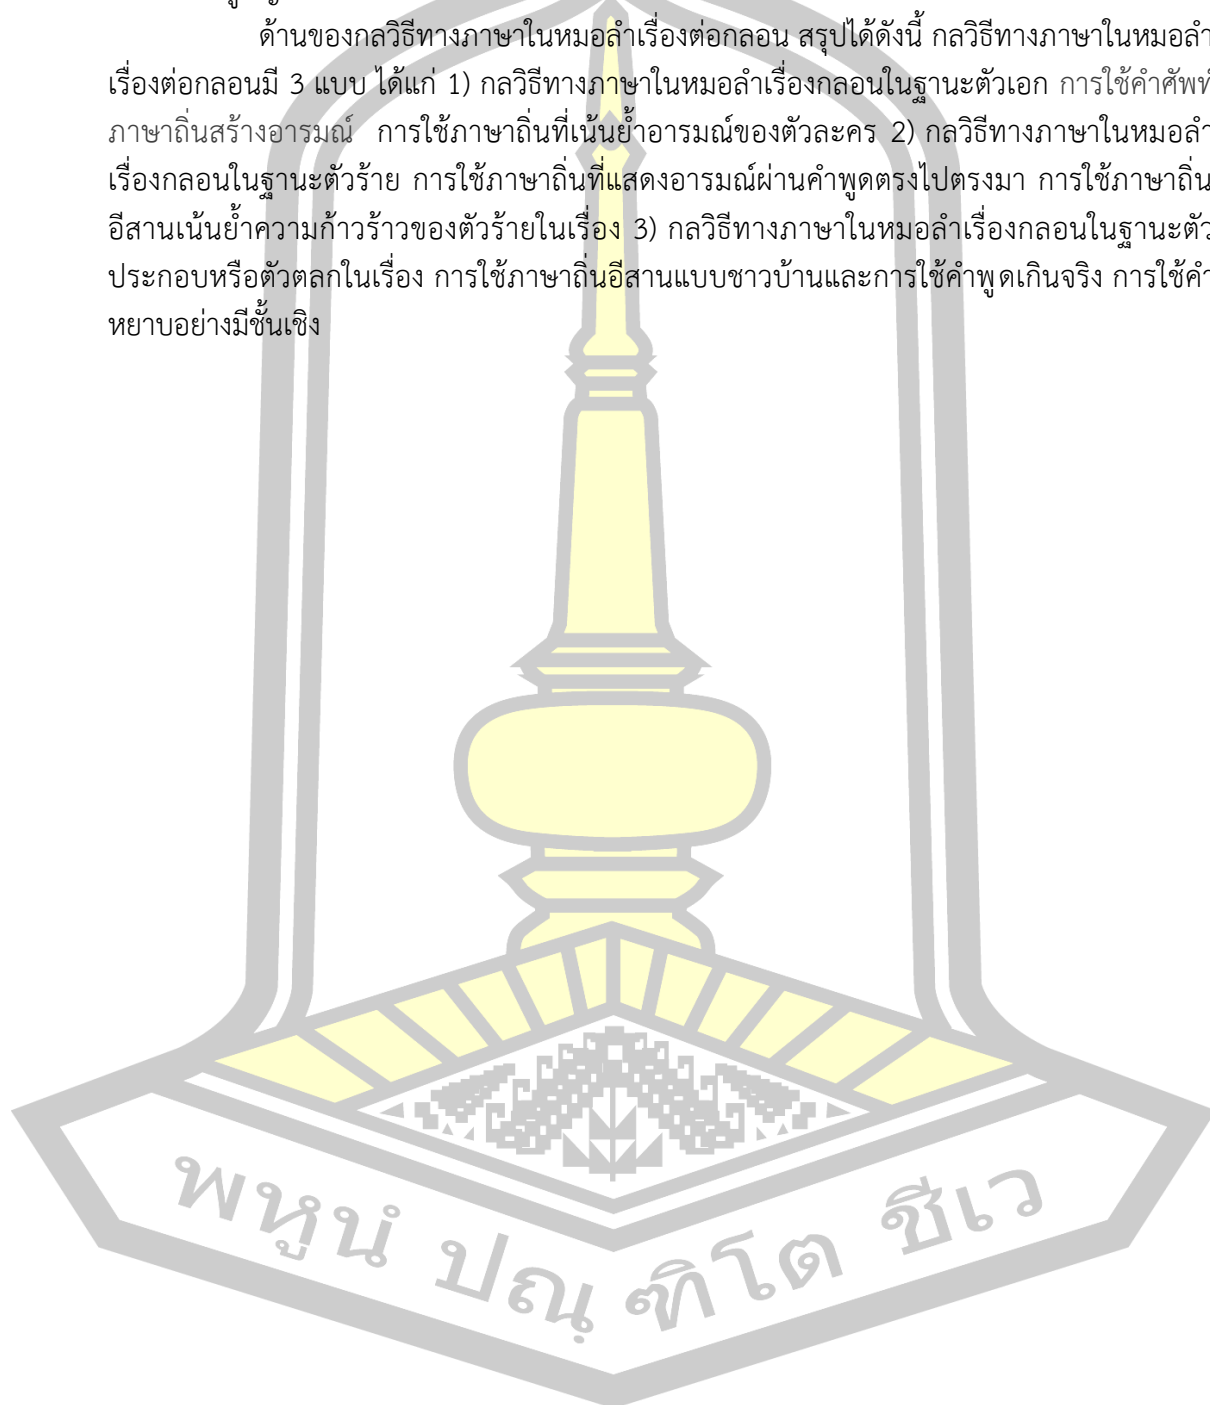 ด้านของกลวิธีทางภาษาในหมอลำเรื่องต่อกลอน สรุปได้ดังนี้ กลวิธีทางภาษาในหมอลำ
เรื่องต่อกลอนมี 3 แบบ ได้แก่ 1) กลวิธีทางภาษาในหมอลำเรื่องกลอนในฐานะตัวเอก การใช้คำศัพท์
ภาษาถิ่นสร้างอารมณ์ การใช้ภาษาถิ่นที่เน้นย้ำอารมณ์ของตัวละคร 2) กลวิธีทางภาษาในหมอลำ
เรื่องกลอนในฐานะตัวร้าย การใช้ภาษาถิ่นที่แสดงอารมณ์ผ่านคำพูดตรงไปตรงมา การใช้ภาษาถิ่น
อีสานเน้นย้ำความก้าวร้าวของตัวร้ายในเรื่อง 3) กลวิธีทางภาษาในหมอลำเรื่องกลอนในฐานะตัว
ประกอบหรือตัวตลกในเรื่อง การใช้ภาษาถิ่นอีสานแบบชาวบ้านและการใช้คำพูดเกินจริง การใช้คำ
หยาบอย่างมีชั้นเชิง
พหูนํ ปณฺฑิโต ชีเว